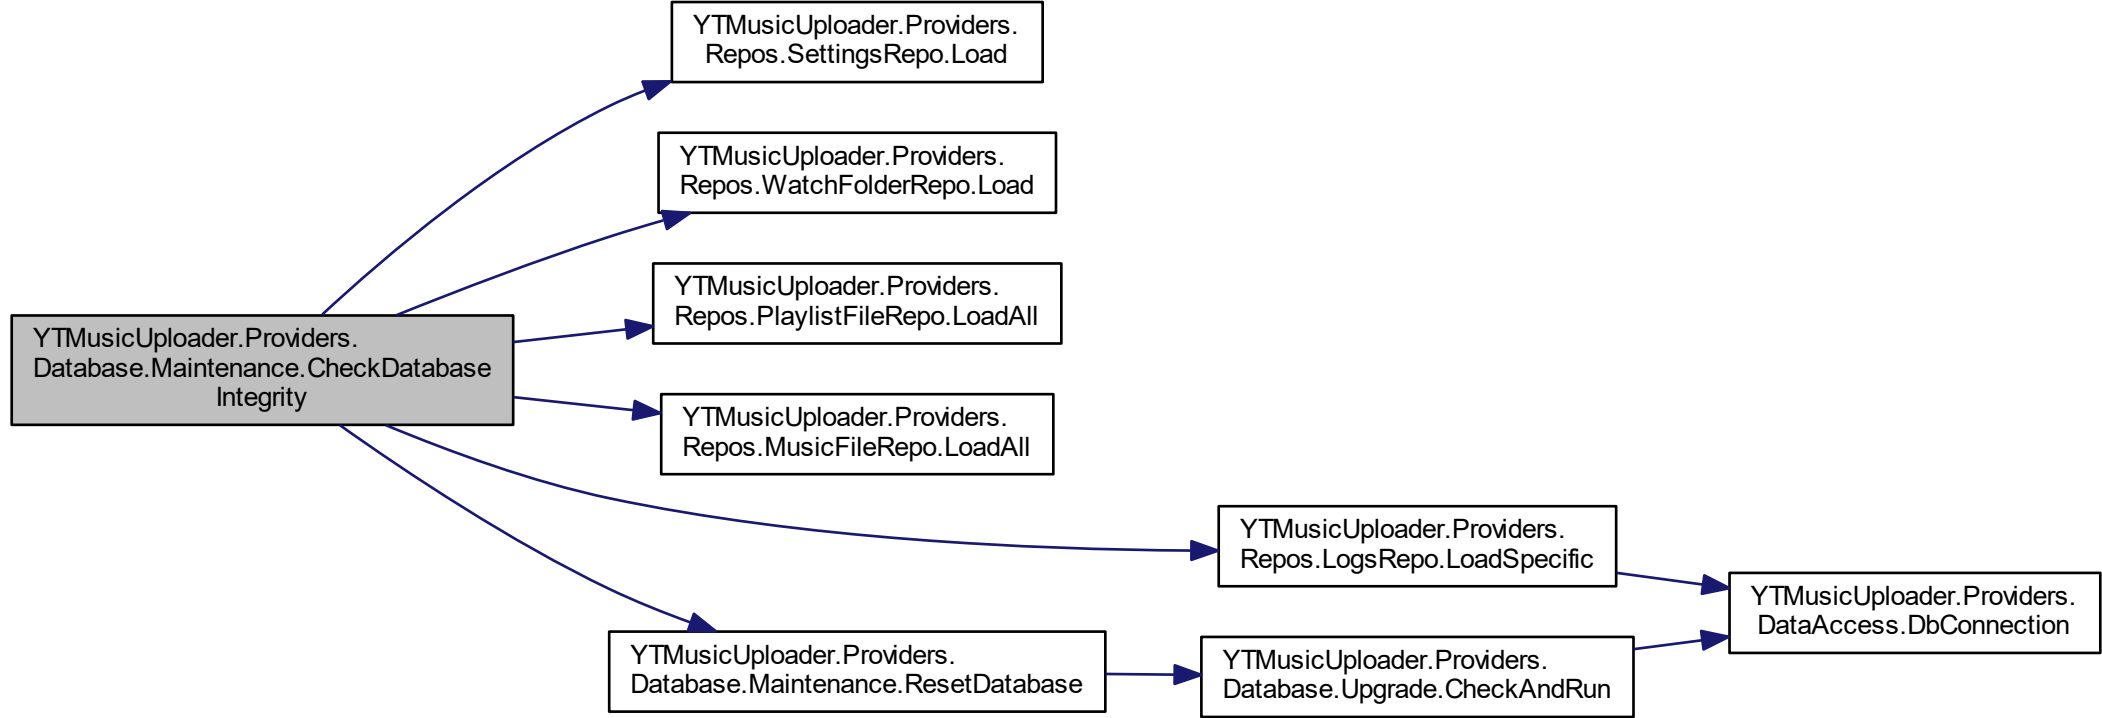 YTMusicUploader.Providers.
Repos.SettingsRepo.Load
YTMusicUploader.Providers.
Repos.WatchFolderRepo.Load
YTMusicUploader.Providers.
Repos.PlaylistFileRepo.LoadAll
YTMusicUploader.Providers.
Database.Maintenance.CheckDatabase
Integrity
YTMusicUploader.Providers.
Repos.MusicFileRepo.LoadAll
YTMusicUploader.Providers.
Repos.LogsRepo.LoadSpecific
YTMusicUploader.Providers.
DataAccess.DbConnection
YTMusicUploader.Providers.
Database.Maintenance.ResetDatabase
YTMusicUploader.Providers.
Database.Upgrade.CheckAndRun